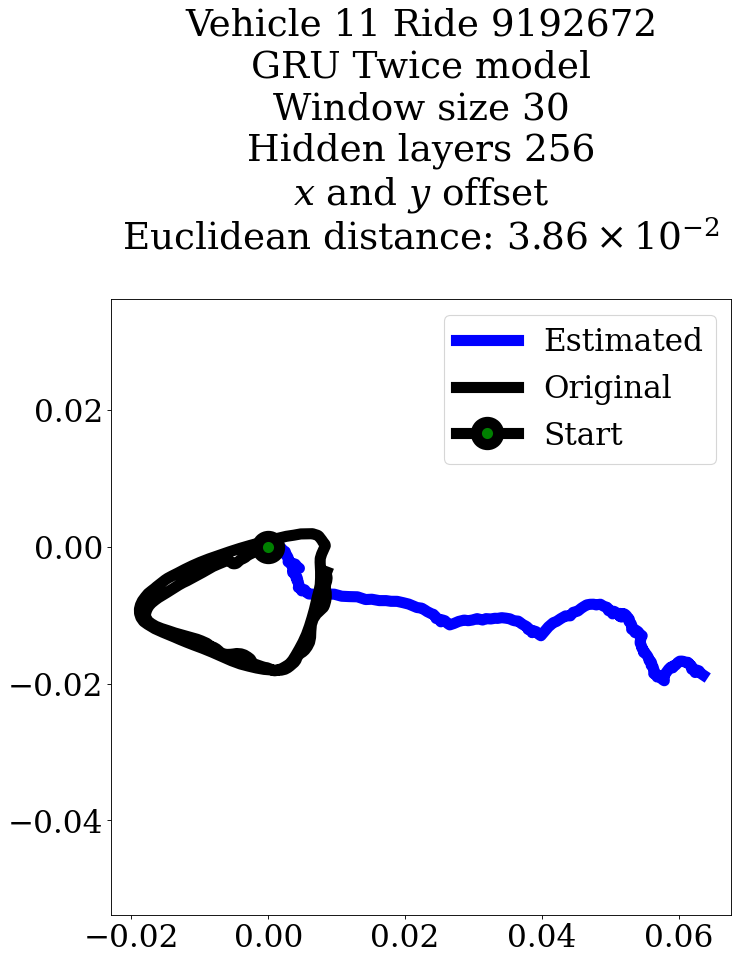 Vehicle 11 Ride 9192672
GRU Twice model
Window size 30
Hidden layers 256
x and y offset
Euclidean distance: 3.86 × 10⁻²
Estimated
Original
Start
0.02
0.00
−0.02
−0.04
−0.02 0.00 0.02 0.04 0.06